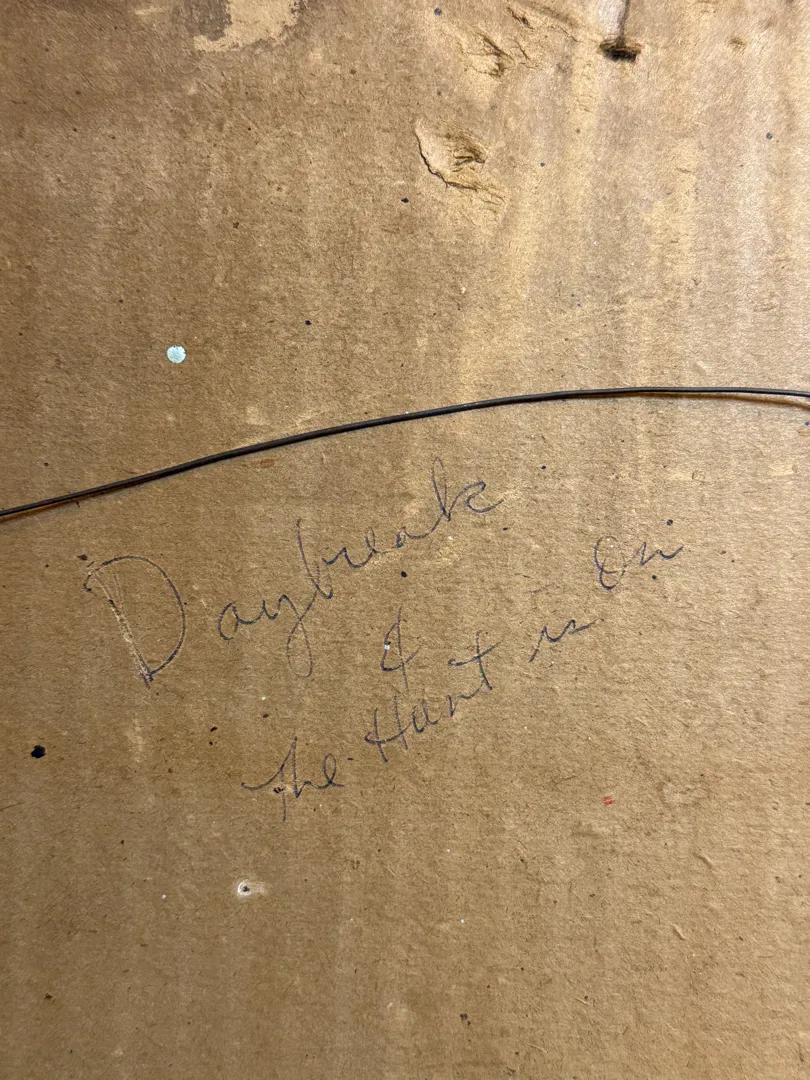 Daybreak
&
The Hunt is On